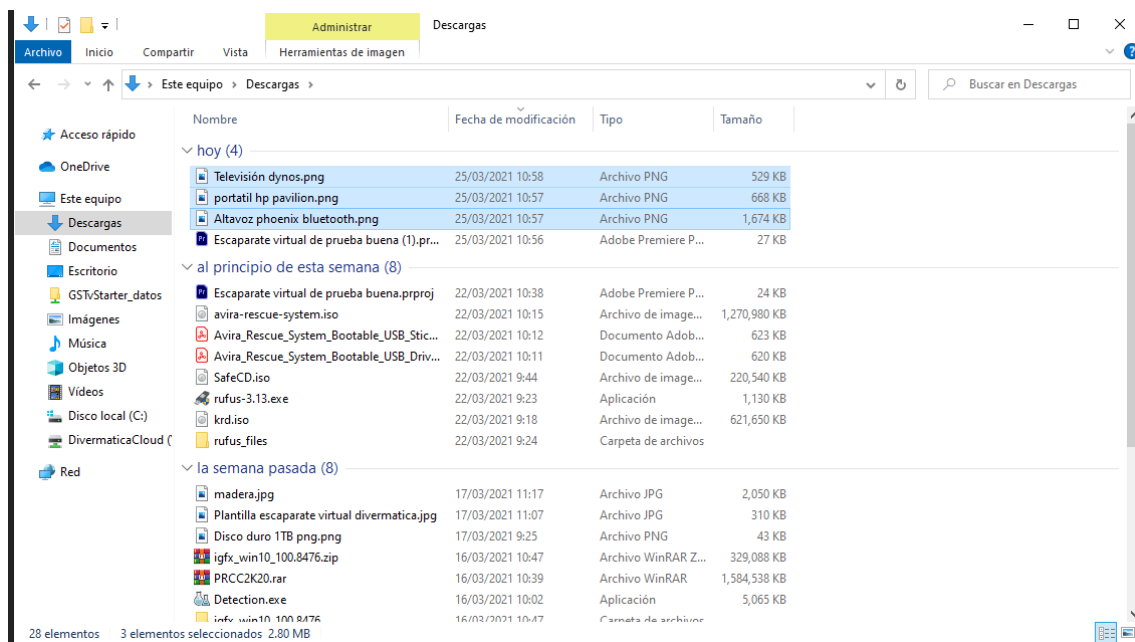 Administrar Descargas
Archivo Inicio Compartir Vista Herramientas de imagen
Este equipo > Descargas > Buscar en Descargas
Acceso rápido
OneDrive
Este equipo
Descargas
Documentos
Escritorio
GSTvStarter_datos
Imágenes
Música
Objetos 3D
Vídeos
Disco local (C:)
DivermaticaCloud (
Red
Nombre Fecha de modificación Tipo Tamaño
hoy (4)
Televisión dynos.png 25/03/2021 10:58 Archivo PNG 529 KB
portatil hp pavilion.png 25/03/2021 10:57 Archivo PNG 668 KB
Altavoz phoenix bluetooth.png 25/03/2021 10:57 Archivo PNG 1,674 KB
Escaparate virtual de prueba buena (1).pr... 25/03/2021 10:56 Adobe Premiere P... 27 KB
al principio de esta semana (8)
Escaparate virtual de prueba buena.prproj 22/03/2021 10:38 Adobe Premiere P... 24 KB
avira-rescue-system.iso 22/03/2021 10:15 Archivo de image... 1,270,980 KB
Avira_Rescue_System_Bootable_USB_Stic... 22/03/2021 10:12 Documento Adob... 623 KB
Avira_Rescue_System_Bootable_USB_Driv... 22/03/2021 10:11 Documento Adob... 620 KB
SafeCD.iso 22/03/2021 9:44 Archivo de image... 220,540 KB
rufus-3.13.exe 22/03/2021 9:23 Aplicación 1,130 KB
krd.iso 22/03/2021 9:18 Archivo de image... 621,650 KB
rufus_files 22/03/2021 9:24 Carpeta de archivos
la semana pasada (8)
madera.jpg 17/03/2021 11:17 Archivo JPG 2,050 KB
Plantilla escaparate virtual divermatica.jpg 17/03/2021 11:07 Archivo JPG 310 KB
Disco duro 1TB png.png 17/03/2021 9:25 Archivo PNG 43 KB
igfx_win10_100.8476.zip 16/03/2021 10:47 Archivo WinRAR Z... 329,088 KB
PRCC2K20.rar 16/03/2021 10:39 Archivo WinRAR 1,584,538 KB
Detection.exe 16/03/2021 10:02 Aplicación 5,065 KB
igfx_win10_100.8476 16/03/2021 10:47 Carpeta de archivos
28 elementos 3 elementos seleccionados 2.80 MB